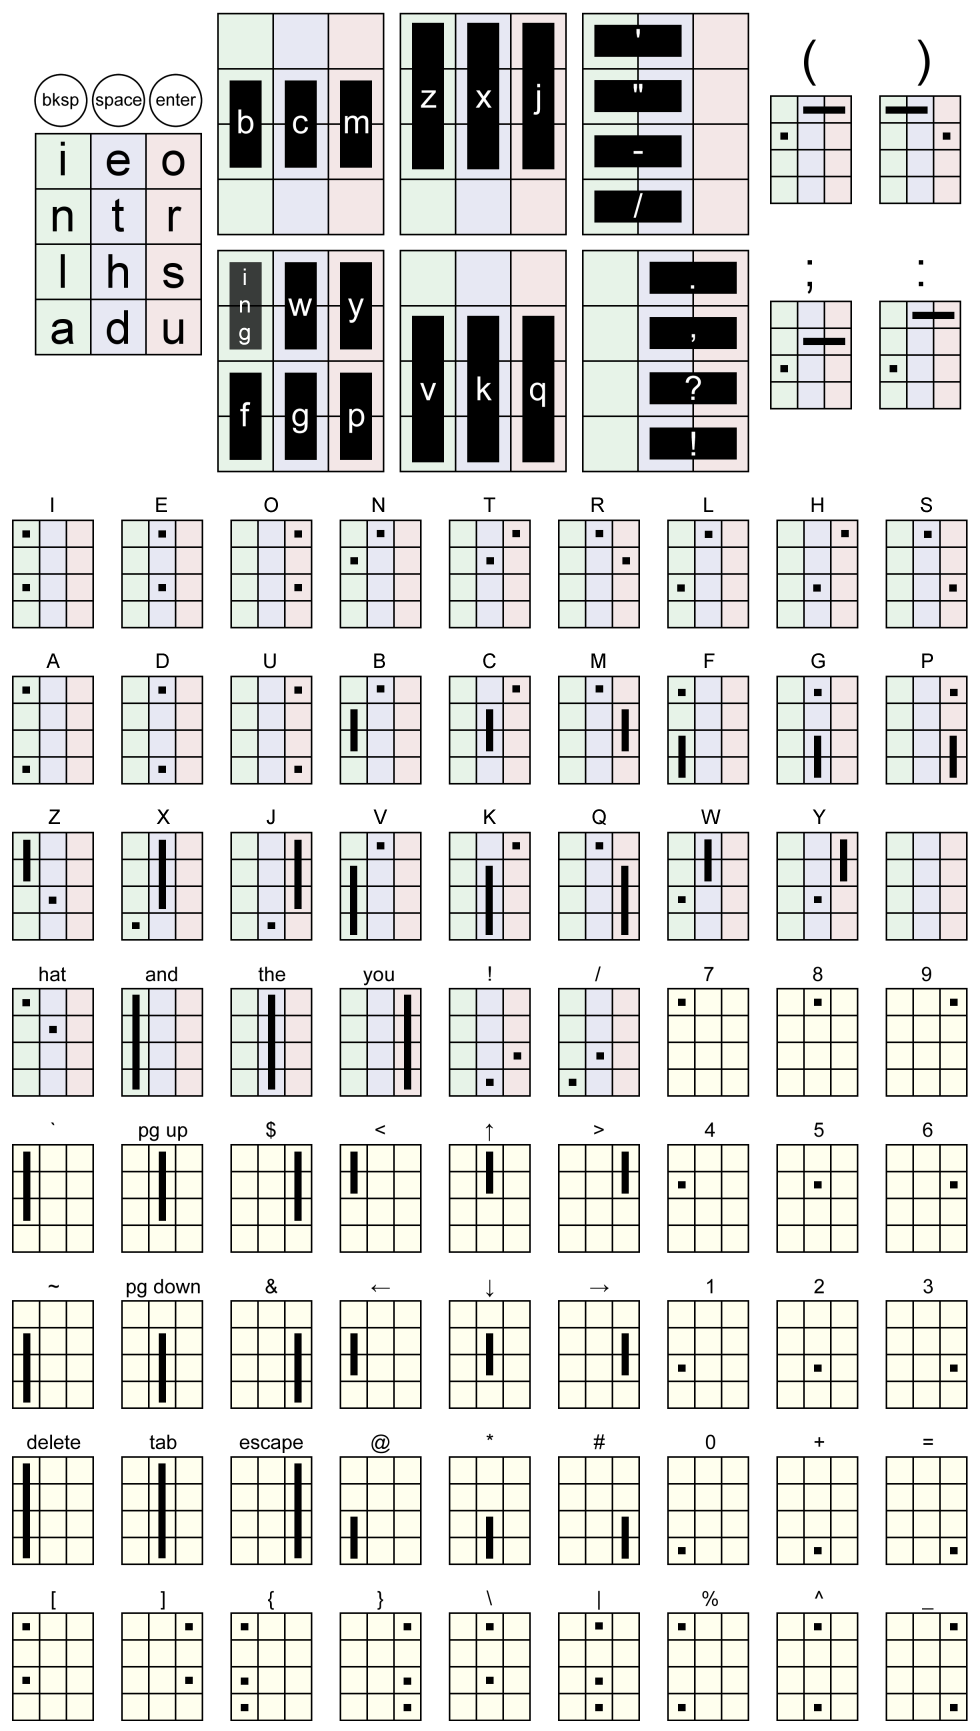 ( )
bksp space enter
i e o
n t r
l h s
a d u
b c m
z x j
'
"
-
/
; :
ing w y
f g p
v k q
.
,
?
!
I E O N T R L H S
A D U B C M F G P
Z X J V K Q W Y
hat and the you ! / 7 8 9
` pg up $ < ↑ > 4 5 6
~ pg down & ← ↓ → 1 2 3
delete tab escape @ * # 0 + =
[ ] { } \ | % ^ _